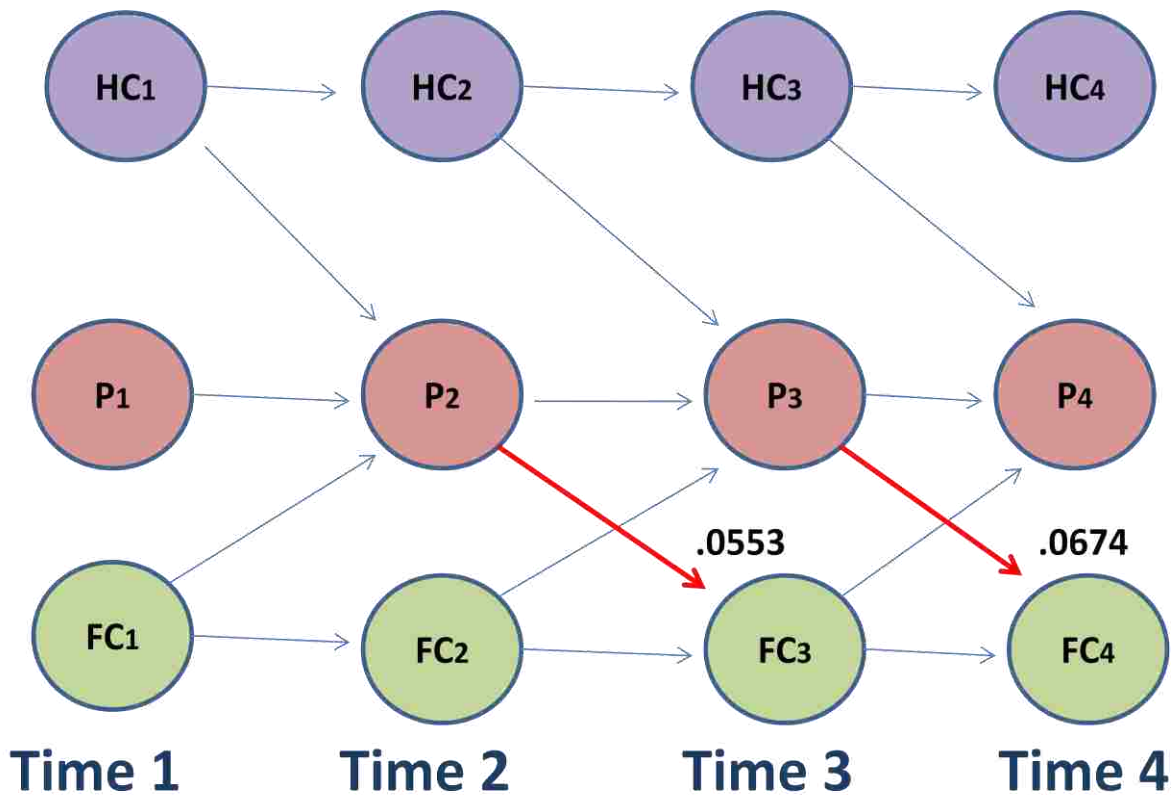 HC1 HC2 HC3 HC4
P1 P2 P3 P4
.0553 .0674
FC1 FC2 FC3 FC4
Time 1 Time 2 Time 3 Time 4